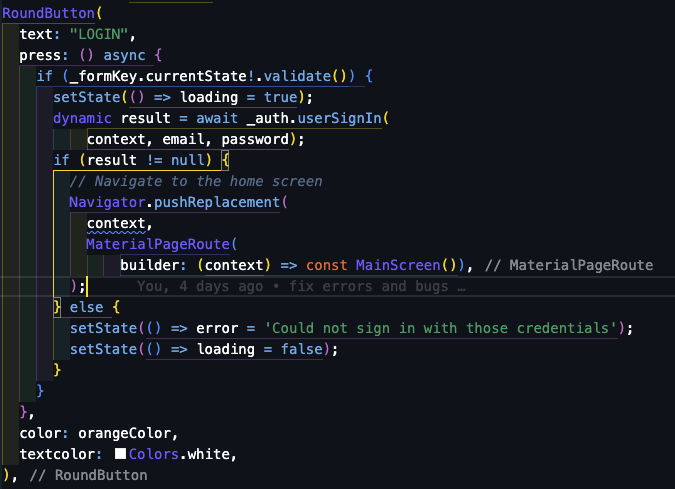 RoundButton(
text: "LOGIN",
press: () async {
if (_formKey.currentState!.validate()) {
setState(() => loading = true);
dynamic result = await _auth.userSignIn(
context, email, password);
if (result != null) {
// Navigate to the home screen
Navigator.pushReplacement(
context,
MaterialPageRoute(
builder: (context) => const MainScreen()), // MaterialPageRoute
); You, 4 days ago • fix errors and bugs …
} else {
setState(() => error = 'Could not sign in with those credentials');
setState(() => loading = false);
}
}
},
color: orangeColor,
textcolor: Colors.white,
), // RoundButton